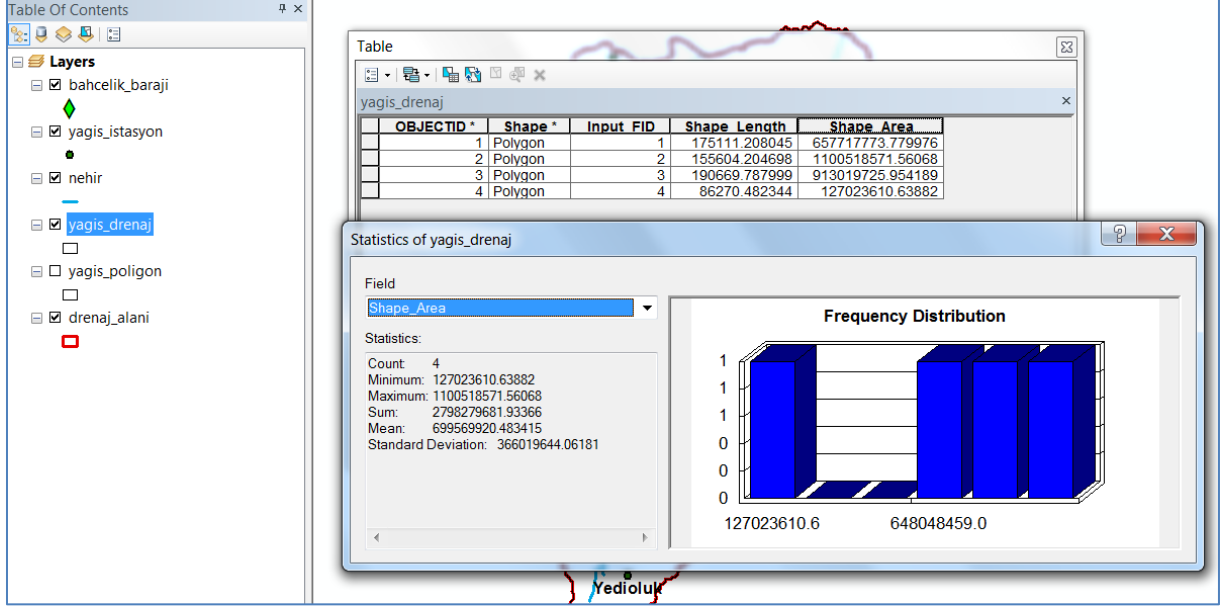 Table Of Contents
Layers
bahcelik_baraji
yagis_istasyon
nehir
yagis_drenaj
yagis_poligon
drenaj_alani
Table
yagis_drenaj
OBJECTID * Shape * Input_FID Shape_Length Shape_Area
1 Polygon 1 175111.208045 657717773.779976
2 Polygon 2 155604.204698 1100518571.56068
3 Polygon 3 190669.787999 913019725.954189
4 Polygon 4 86270.482344 127023610.63882
Statistics of yagis_drenaj
Field
Shape_Area
Statistics:
Count: 4
Minimum: 127023610.63882
Maximum: 1100518571.56068
Sum: 2798279681.93366
Mean: 699569920.483415
Standard Deviation: 366019644.06181
Frequency Distribution
1
1
1
0
0
0
127023610.6 648048459.0
Yedioluk